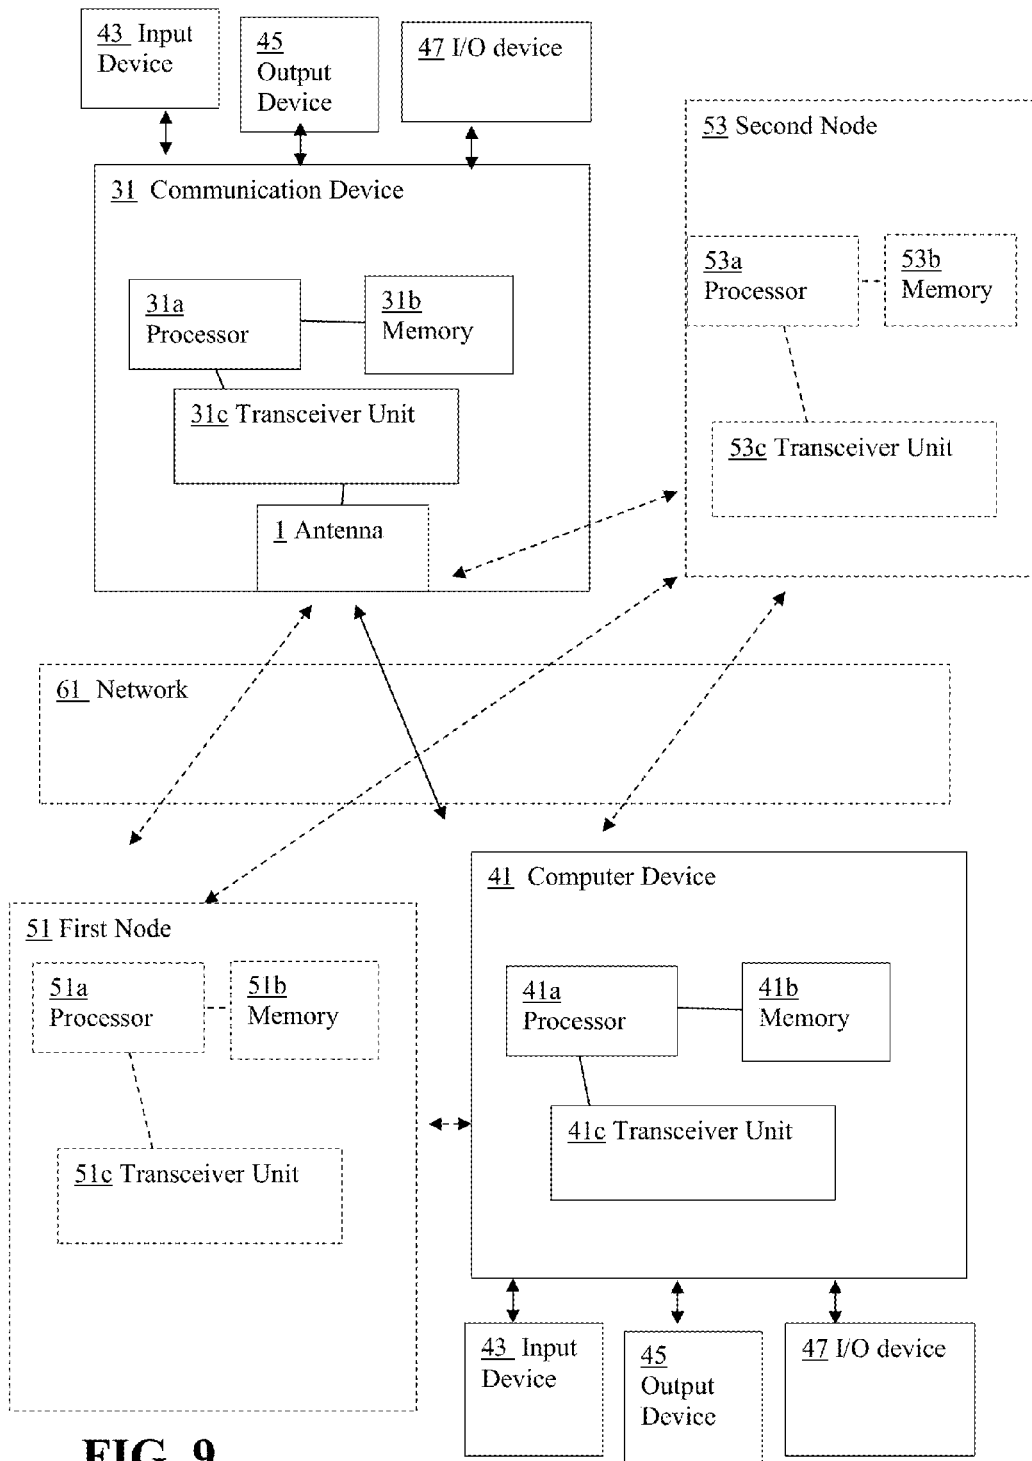 43 Input
Device
45
Output
Device
47 I/O device
53 Second Node
31 Communication Device
53a
Processor
53b
Memory
31a
Processor
31b
Memory
31c Transceiver Unit
53c Transceiver Unit
1 Antenna
61 Network
41 Computer Device
51 First Node
51a
Processor
51b
Memory
41a
Processor
41b
Memory
41c Transceiver Unit
51c Transceiver Unit
43 Input
Device
45
Output
Device
47 I/O device
FIG. 9